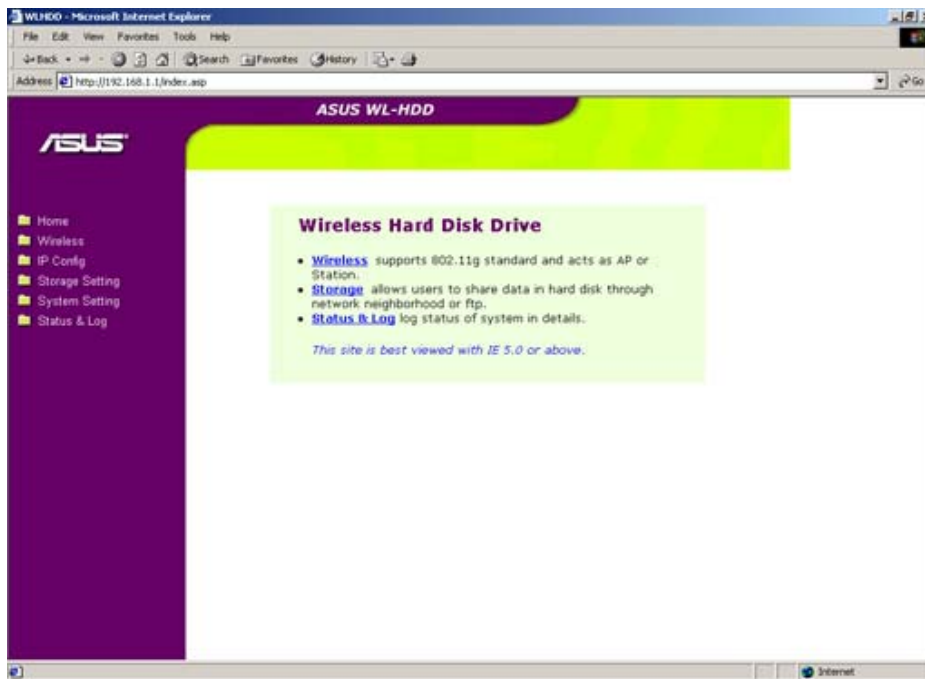 WLHDD - Microsoft Internet Explorer
File Edit View Favorites Tools Help
Back Search Favorites History
Address http://192.168.1.1/index.asp Go
ASUS WL-HDD
ASUS
Home
Wireless
IP Config
Storage Setting
System Setting
Status & Log
Wireless Hard Disk Drive
• Wireless supports 802.11g standard and acts as AP or
Station.
• Storage allows users to share data in hard disk through
network neighborhood or ftp.
• Status & Log log status of system in details.
This site is best viewed with IE 5.0 or above.
Internet